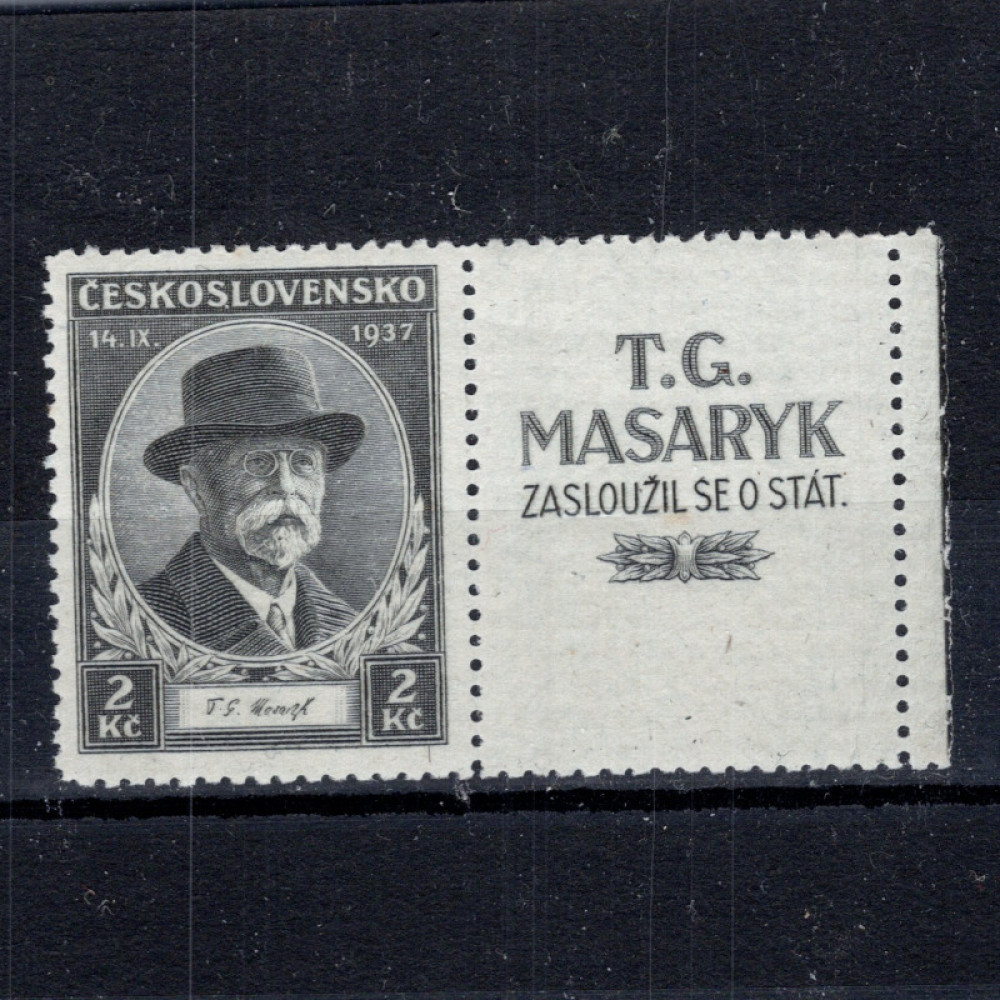 ČESKOSLOVENSKO
14.IX. 1937
2 Kč
T. G. Masaryk
2 Kč
T.G.
MASARYK
ZASLOUŽIL SE O STÁT.